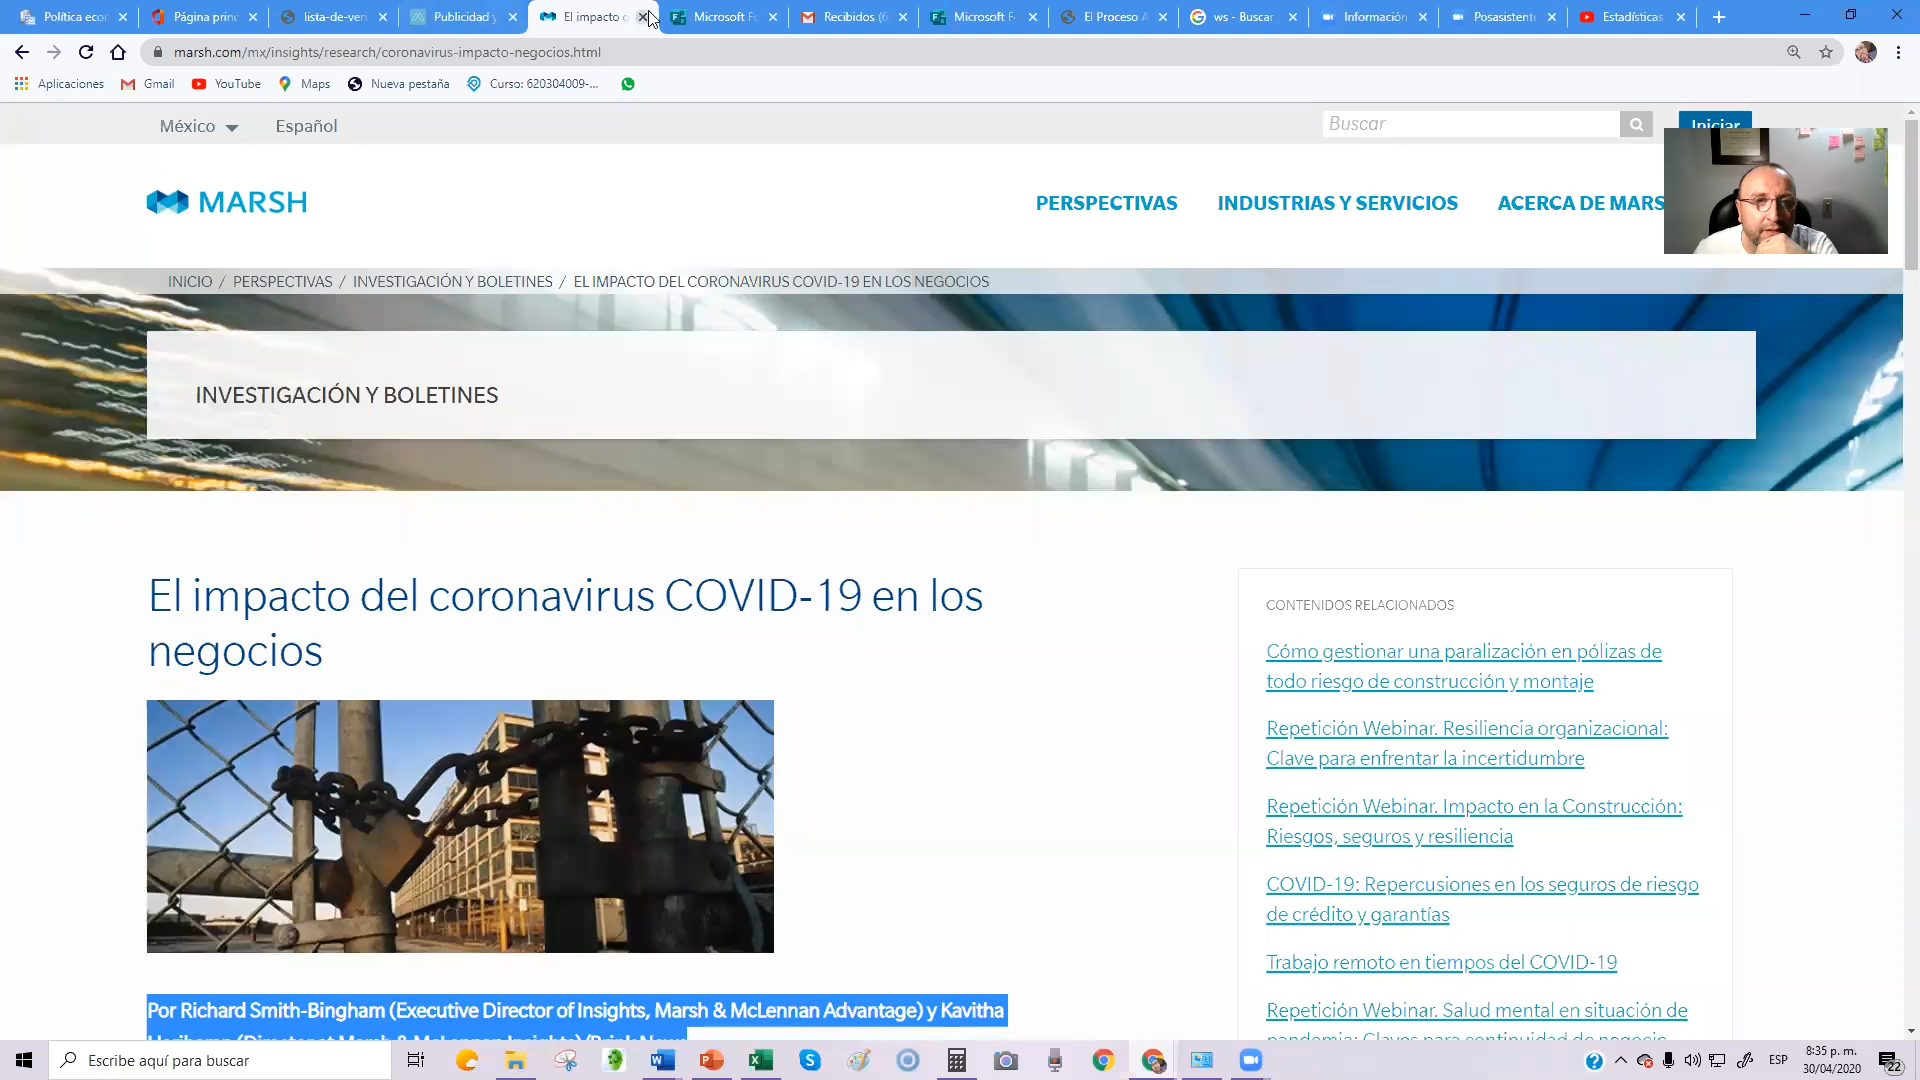 Política econ
Página princ
lista-de-veri
Publicidad y
El impacto
Microsoft Fo
Recibidos (6
Microsoft F
El Proceso A
ws - Buscar
Información
Posasistente
Estadísticas
marsh.com/mx/insights/research/coronavirus-impacto-negocios.html
Aplicaciones
Gmail
YouTube
Maps
Nueva pestaña
Curso: 620304009-...
México
Español
Buscar
Iniciar
MARSH
PERSPECTIVAS
INDUSTRIAS Y SERVICIOS
ACERCA DE MARS
INICIO / PERSPECTIVAS / INVESTIGACIÓN Y BOLETINES / EL IMPACTO DEL CORONAVIRUS COVID-19 EN LOS NEGOCIOS
INVESTIGACIÓN Y BOLETINES
El impacto del coronavirus COVID-19 en los
negocios
Por Richard Smith-Bingham (Executive Director of Insights, Marsh & McLennan Advantage) y Kavitha
CONTENIDOS RELACIONADOS
Cómo gestionar una paralización en pólizas de
todo riesgo de construcción y montaje
Repetición Webinar. Resiliencia organizacional:
Clave para enfrentar la incertidumbre
Repetición Webinar. Impacto en la Construcción:
Riesgos, seguros y resiliencia
COVID-19: Repercusiones en los seguros de riesgo
de crédito y garantías
Trabajo remoto en tiempos del COVID-19
Repetición Webinar. Salud mental en situación de
pandemia: Claves para continuidad de negocio
Escribe aquí para buscar
ESP
8:35 p. m.
30/04/2020
22